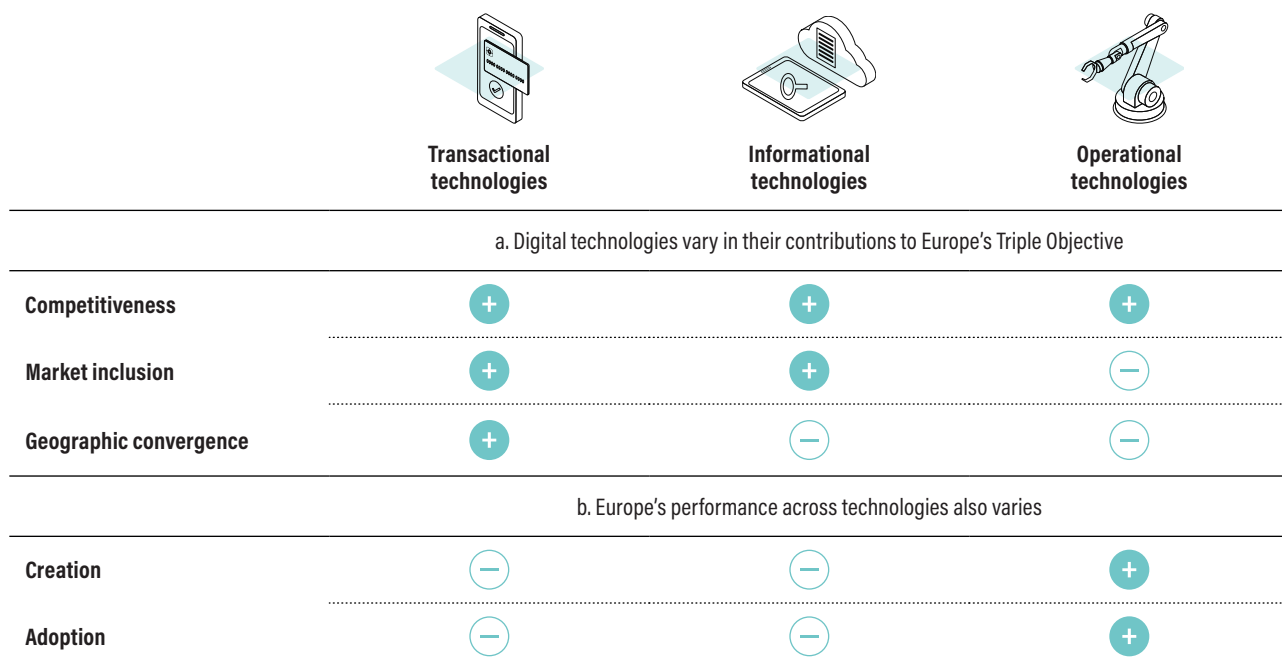 Transactional
technologies
Informational
technologies
Operational
technologies
a. Digital technologies vary in their contributions to Europe’s Triple Objective
Competitiveness + + +
Market inclusion + + −
Geographic convergence + − −
b. Europe’s performance across technologies also varies
Creation − − +
Adoption − − +